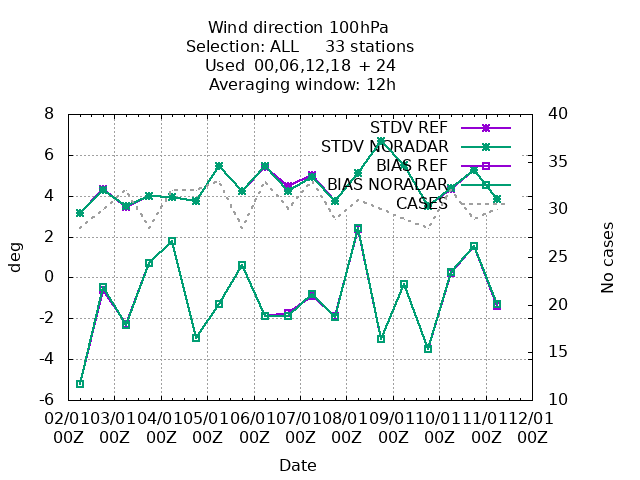 Wind direction 100hPa
Selection: ALL 33 stations
Used 00,06,12,18 + 24
Averaging window: 12h
STDV REF
STDV NORADAR
BIAS REF
BIAS NORADAR
CASES
8
6
4
2
0
-2
-4
-6
deg
40
35
30
25
20
15
10
No cases
02/01 03/01 04/01 05/01 06/01 07/01 08/01 09/01 10/01 11/01 12/01
00Z 00Z 00Z 00Z 00Z 00Z 00Z 00Z 00Z 00Z 00Z
Date